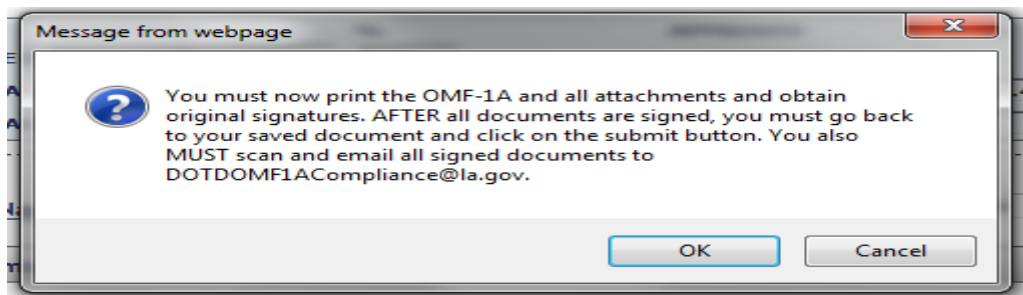 Message from webpage
You must now print the OMF-1A and all attachments and obtain
original signatures. AFTER all documents are signed, you must go back
to your saved document and click on the submit button. You also
MUST scan and email all signed documents to
DOTDOMF1ACompliance@la.gov.
OK Cancel